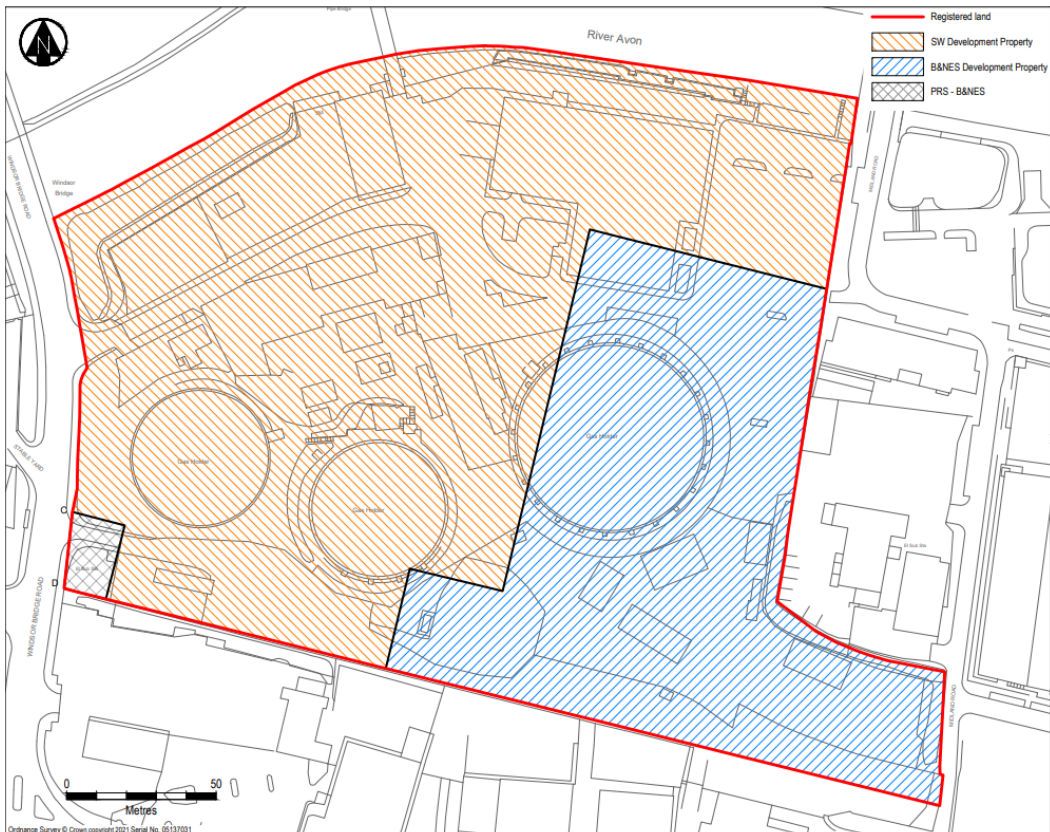 Pipe Bridge
N
River Avon
Registered land
SW Development Property
B&NES Development Property
PRS - B&NES
WINDSOR BRIDGE ROAD
Windsor
Bridge
MIDLAND ROAD
STABLE YARD
Gas Holder
Gas Holder
Gas Holder
C
El Sub Sta
D
El Sub Sta
WINDSOR BRIDGE ROAD
MIDLAND ROAD
0
50
Metres
Ordnance Survey © Crown copyright 2021 Serial No. 05137031